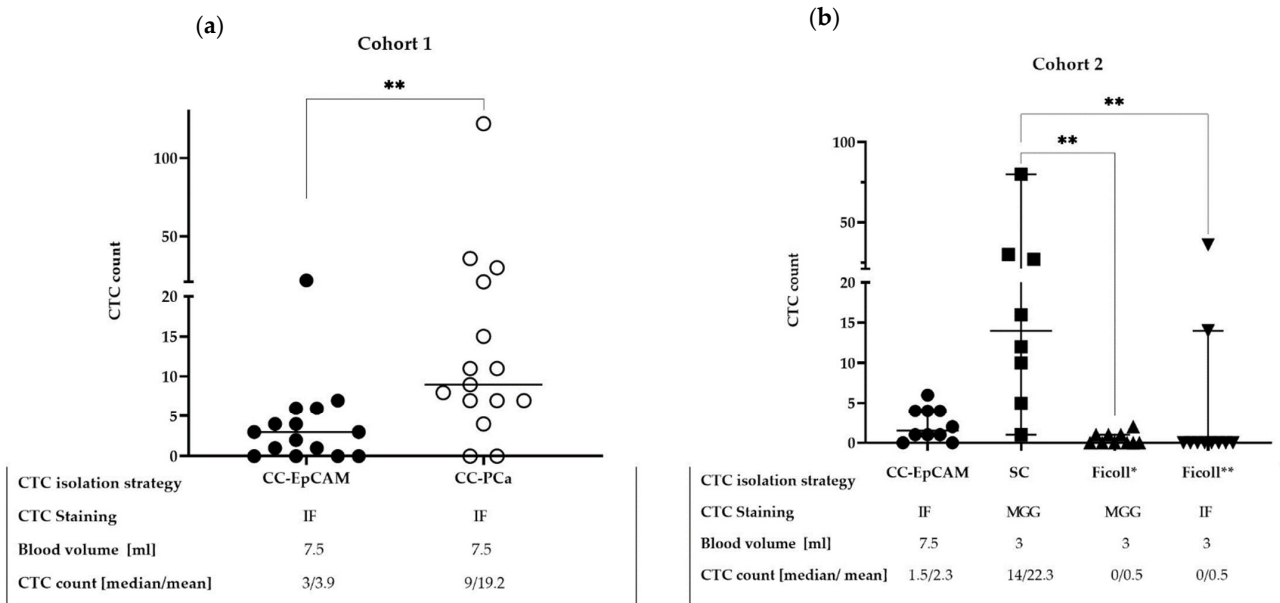 (a)
Cohort 1
**
CTC count
100
50
20
15
10
5
0
CC-EpCAM CC-PCa
CTC isolation strategy
CTC Staining IF IF
Blood volume [ml] 7.5 7.5
CTC count [median/mean] 3/3.9 9/19.2
(b)
Cohort 2
**
**
CTC count
100
50
20
15
10
5
0
CC-EpCAM SC Ficoll* Ficoll**
CTC isolation strategy
CTC Staining IF MGG MGG IF
Blood volume [ml] 7.5 3 3 3
CTC count [median/ mean] 1.5/2.3 14/22.3 0/0.5 0/0.5